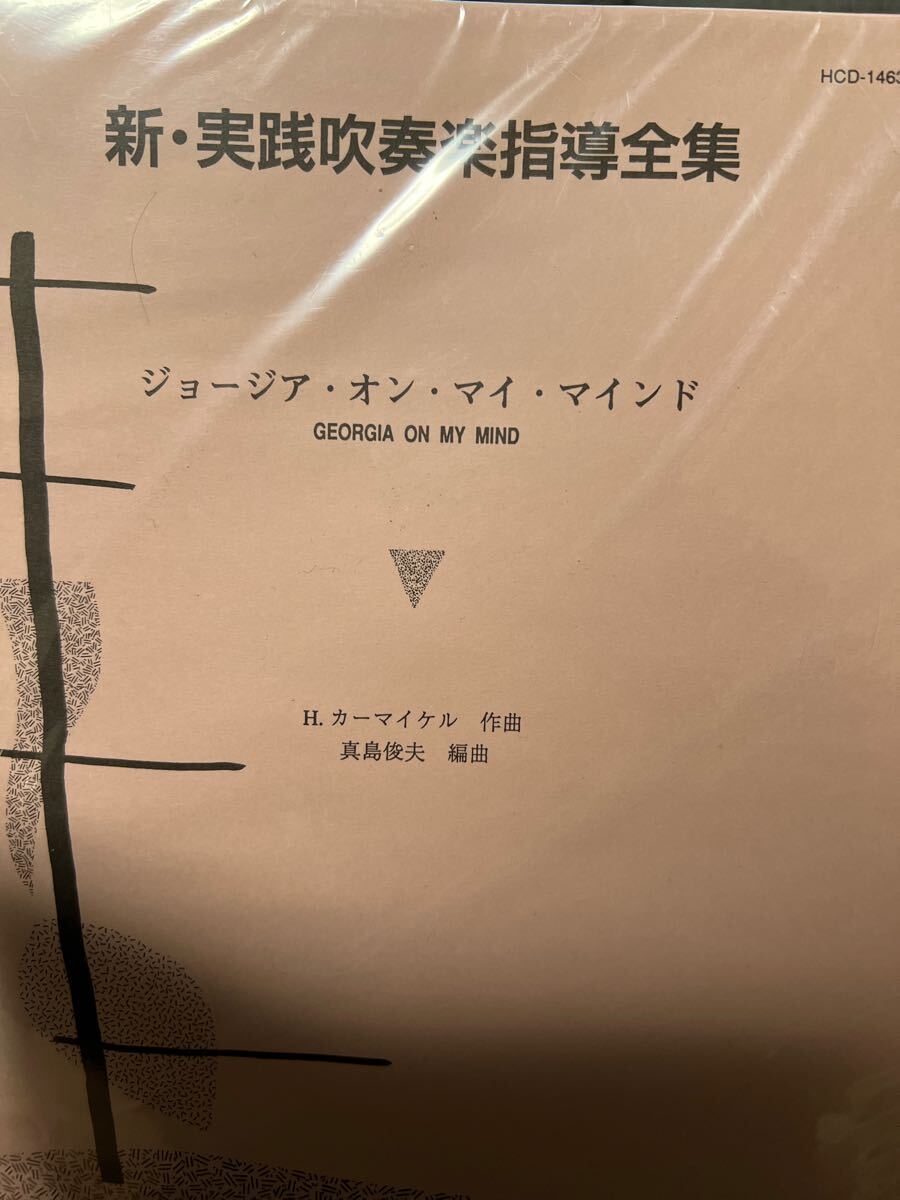 HCD-1463
新・実践吹奏楽指導全集
ジョージア・オン・マイ・マインド
GEORGIA ON MY MIND
H. カーマイケル 作曲
真島俊夫 編曲